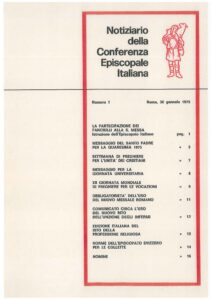 Notiziario
della
Conferenza
Episcopale
Italiana
Numero 1 Roma, 30 gennaio 1975
LA PARTECIPAZIONE DEI
FANCIULLI ALLA S. MESSA
Istruzione dell'Episcopato Italiano pag. 1
MESSAGGIO DEL SANTO PADRE
PER LA QUARESIMA 1975 » 5
SETTIMANA DI PREGHIERE
PER L'UNITÀ DEI CRISTIANI » 7
MESSAGGIO PER LA
GIORNATA UNIVERSITARIA » 8
XII GIORNATA MONDIALE
DI PREGHIERE PER LE VOCAZIONI » 9
OBBLIGATORIETÀ DELL'USO
DEL NUOVO MESSALE ROMANO » 11
COMUNICATO CIRCA L'USO
DEL NUOVO RITO
DELL'UNZIONE DEGLI INFERMI » 12
EDIZIONE ITALIANA DEL
RITO DELLA
PROFESSIONE RELIGIOSA » 13
NORME DELL'EPISCOPATO SVIZZERO
PER LE COLLETTE » 14
NOMINE » 16